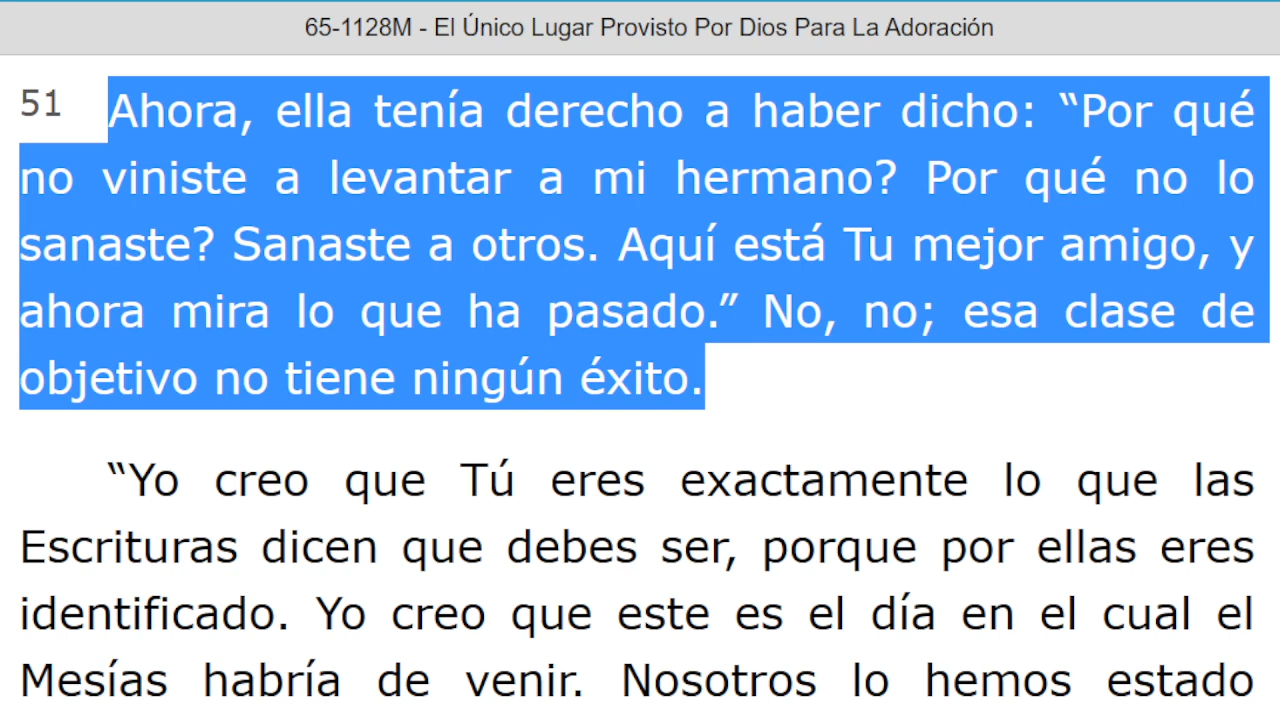 65-1128M - El Único Lugar Provisto Por Dios Para La Adoración
51 Ahora, ella tenía derecho a haber dicho: “Por qué
no viniste a levantar a mi hermano? Por qué no lo
sanaste? Sanaste a otros. Aquí está Tu mejor amigo, y
ahora mira lo que ha pasado.” No, no; esa clase de
objetivo no tiene ningún éxito.
“Yo creo que Tú eres exactamente lo que las
Escrituras dicen que debes ser, porque por ellas eres
identificado. Yo creo que este es el día en el cual el
Mesías habría de venir. Nosotros lo hemos estado